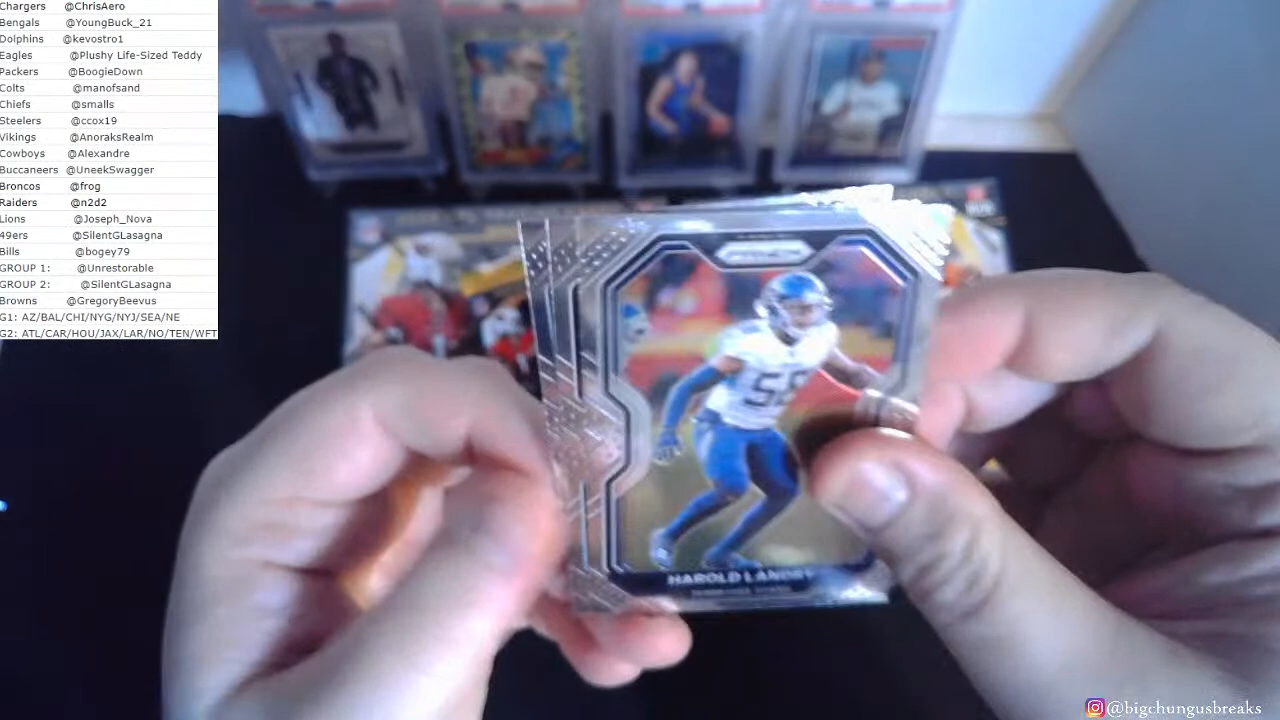 Chargers @ChrisAero
Bengals @YoungBuck_21
Dolphins @kevostro1
Eagles @Plushy Life-Sized Teddy
Packers @BoogieDown
Colts @manofsand
Chiefs @smalls
Steelers @ccox19
Vikings @AnoraksRealm
Cowboys @Alexandre
Buccaneers @UneekSwagger
Broncos @frog
Raiders @n2d2
Lions @Joseph_Nova
49ers @SilentGLasagna
Bills @bogey79
GROUP 1: @Unrestorable
GROUP 2: @SilentGLasagna
Browns @GregoryBeevus
G1: AZ/BAL/CHI/NYG/NYJ/SEA/NE
G2: ATL/CAR/HOU/JAX/LAR/NO/TEN/WFT
58
HAROLD LANDRY
@bigchungusbreaks